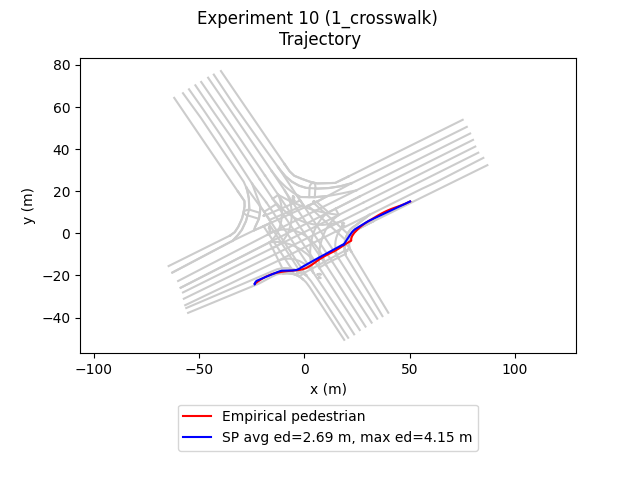 Experiment 10 (1_crosswalk)
Trajectory
80
60
40
20
0
−20
−40
y (m)
−100
−50
0
50
100
x (m)
Empirical pedestrian
SP avg ed=2.69 m, max ed=4.15 m